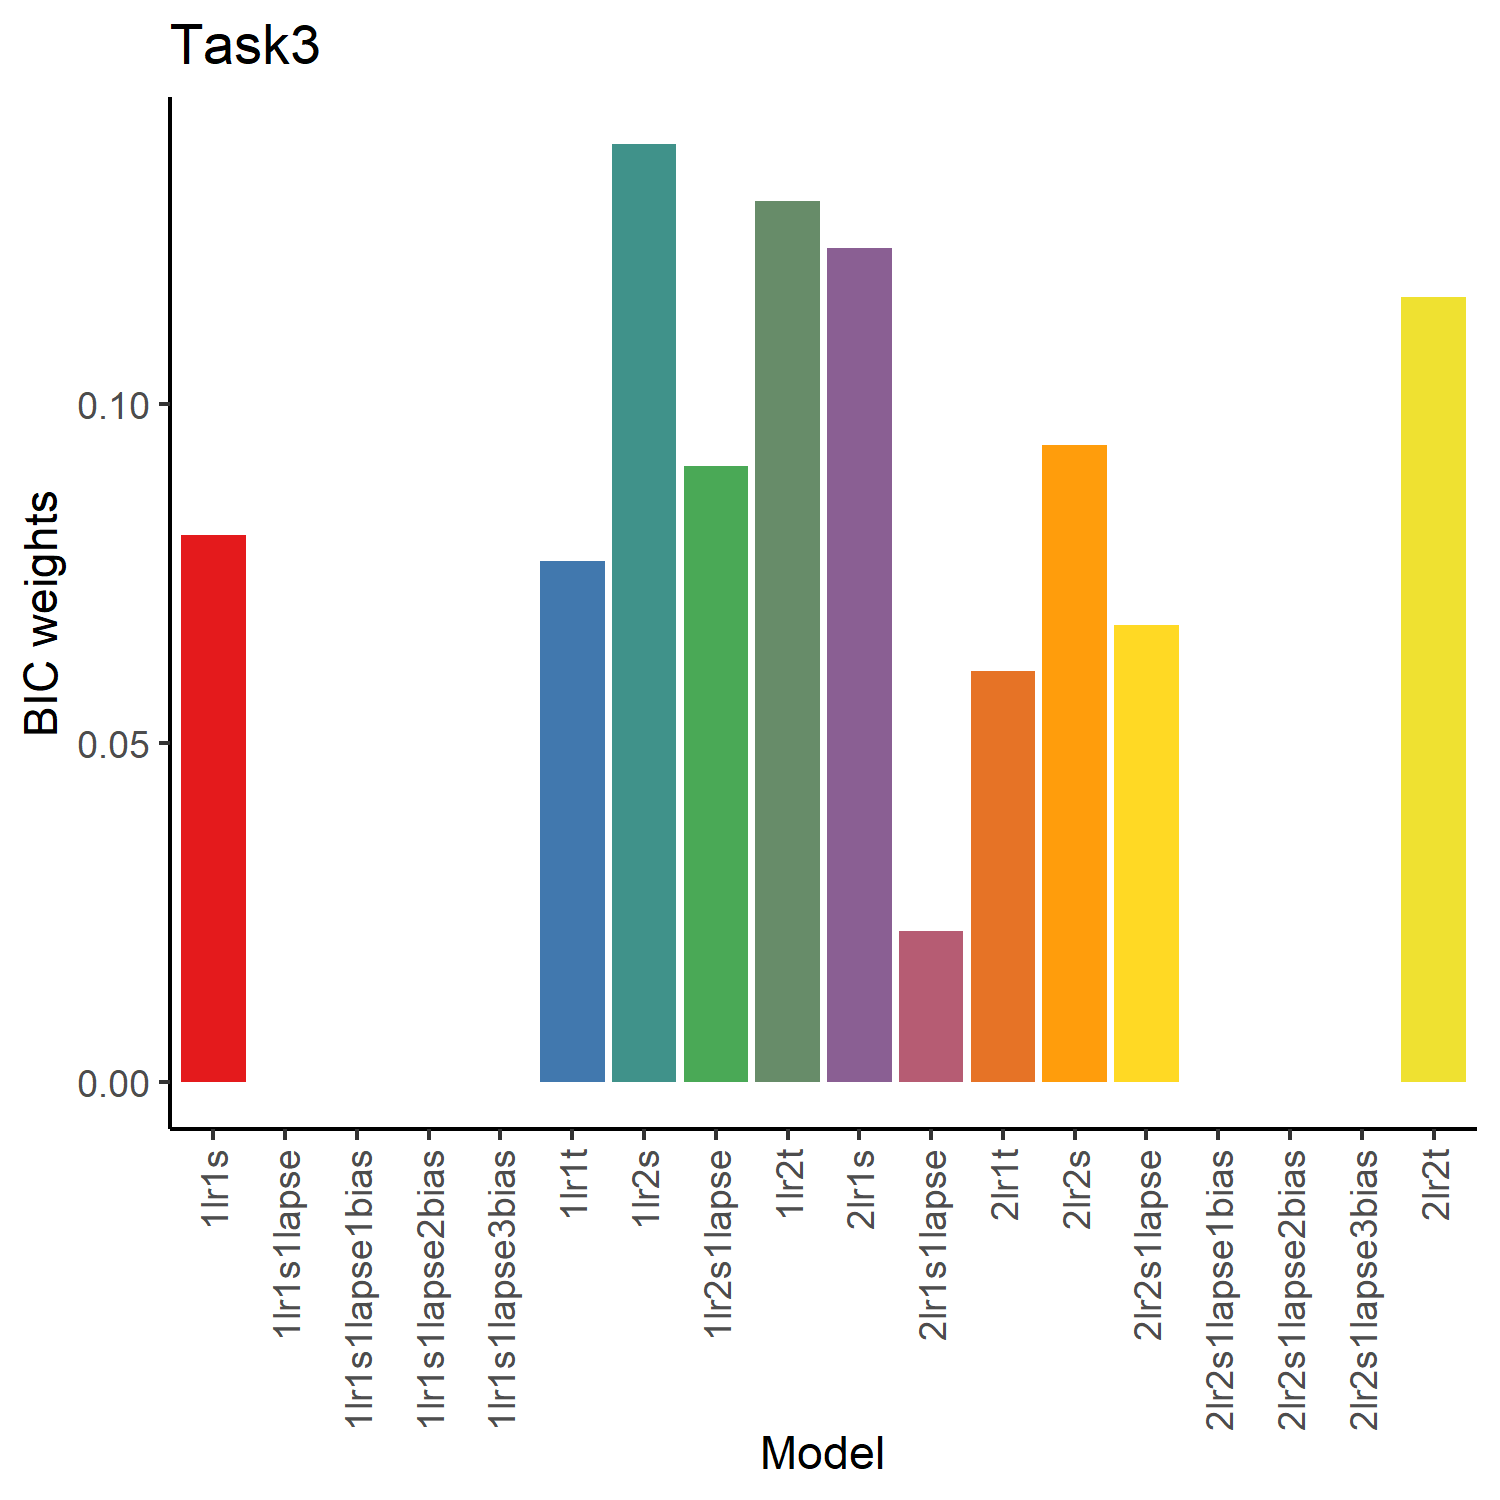 Task3
BIC weights
0.10
0.05
0.00
1lr1s
1lr1s1lapse
1lr1s1lapse1bias
1lr1s1lapse2bias
1lr1s1lapse3bias
1lr1t
1lr2s
1lr2s1lapse
1lr2t
2lr1s
2lr1s1lapse
2lr1t
2lr2s
2lr2s1lapse
2lr2s1lapse1bias
2lr2s1lapse2bias
2lr2s1lapse3bias
2lr2t
Model